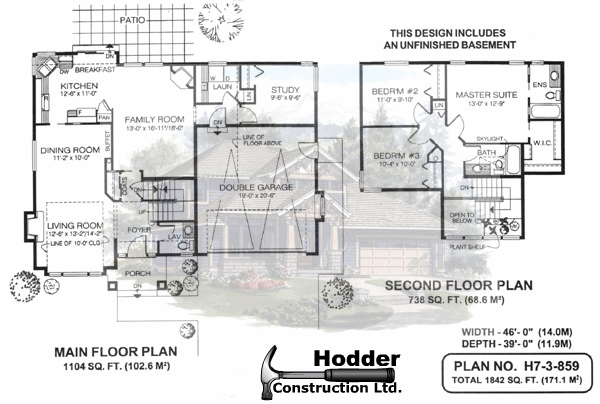 PATIO
DN
DW
BREAKFAST
KITCHEN
12'-6" x 11'-0"
F
PAN
BUFFET
FAMILY ROOM
13'-0" x 16'-11"/18'-0"
W D
LAUN
LIN
STUDY
9'-6" x 9'-6"
DN
LINE OF
FLOOR ABOVE
DINING ROOM
11'-2" x 10'-0"
COATS
DN
UP
DOUBLE GARAGE
19'-0" x 20'-6"
LIVING ROOM
12'-6" x 13'-2"/14'-2"
LINE OF 10'-0" CLG
FOYER
LAV
PORCH
DN
MAIN FLOOR PLAN
1104 SQ. FT. (102.6 M²)
THIS DESIGN INCLUDES
AN UNFINISHED BASEMENT
BEDR'M #2
11'-0" x 9'-10"
LIN
MASTER SUITE
13'-0" x 12'-9"
ENS
SKYLIGHT
BATH
W.I.C.
BEDR'M #3
10'-4" x 10'-0"
DN
OPEN TO
BELOW
PLANT SHELF
SECOND FLOOR PLAN
738 SQ. FT. (68.6 M²)
WIDTH - 46'- 0" (14.0M)
DEPTH - 39'- 0" (11.9M)
PLAN NO. H7-3-859
TOTAL 1842 SQ. FT. (171.1 M²)
Hodder
Construction Ltd.